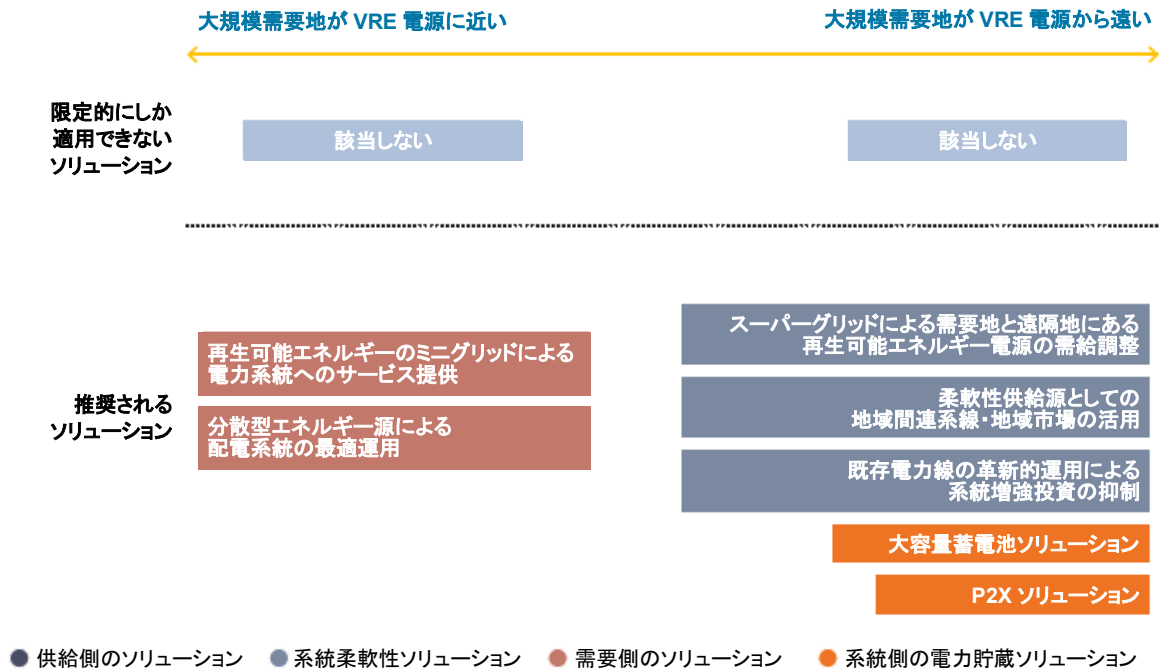 大規模需要地が VRE 電源に近い
大規模需要地が VRE 電源から遠い
限定的にしか
適用できない
ソリューション
該当しない
該当しない
推奨される
ソリューション
再生可能エネルギーのミニグリッドによる
電力系統へのサービス提供
分散型エネルギー源による
配電系統の最適運用
スーパーグリッドによる需要地と遠隔地にある
再生可能エネルギー電源の需給調整
柔軟性供給源としての
地域間連系線・地域市場の活用
既存電力線の革新的運用による
系統増強投資の抑制
大容量蓄電池ソリューション
P2X ソリューション
供給側のソリューション
系統柔軟性ソリューション
需要側のソリューション
系統側の電力貯蔵ソリューション